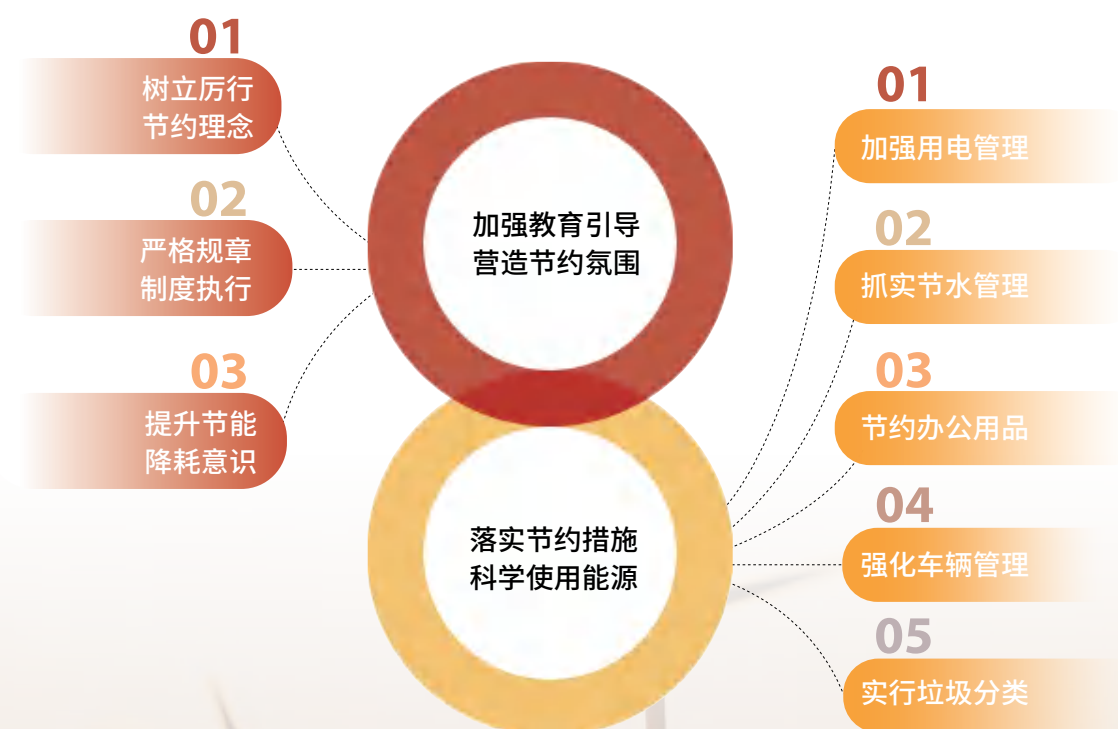 01
树立厉行
节约理念
02
严格规章
制度执行
03
提升节能
降耗意识
加强教育引导
营造节约氛围
落实节约措施
科学使用能源
01
加强用电管理
02
抓实节水管理
03
节约办公用品
04
强化车辆管理
05
实行垃圾分类